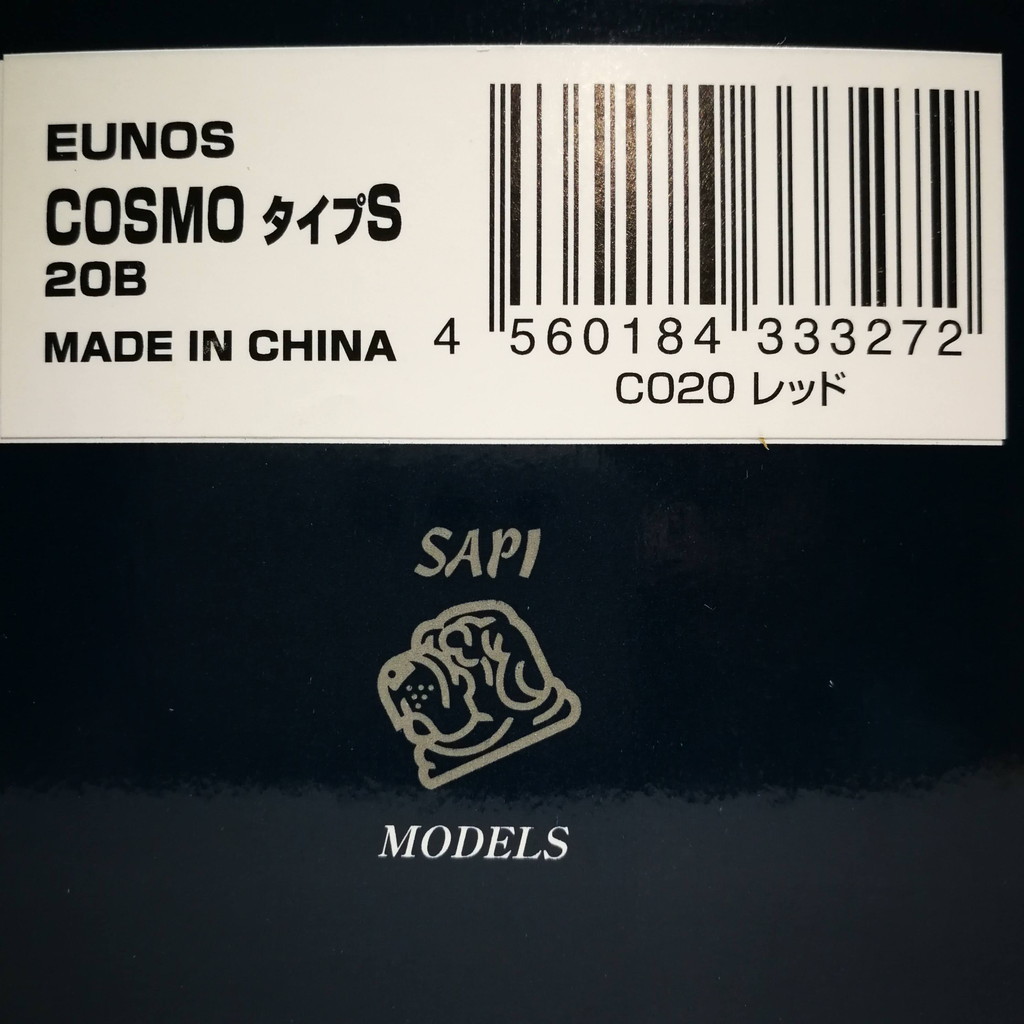 EUNOS
COSMO タイプS
20B
MADE IN CHINA
4 560184 333272
C020 レッド
SAPI
MODELS